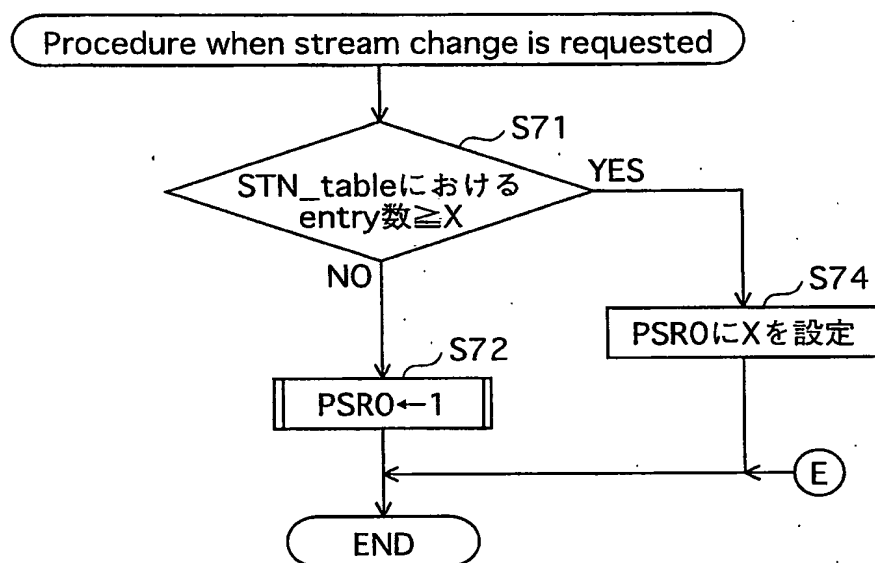 Procedure when stream change is requested
S71
STN_tableにおける
entry数≧X
YES
NO
S74
PSR0にXを設定
S72
PSR0←1
E
END